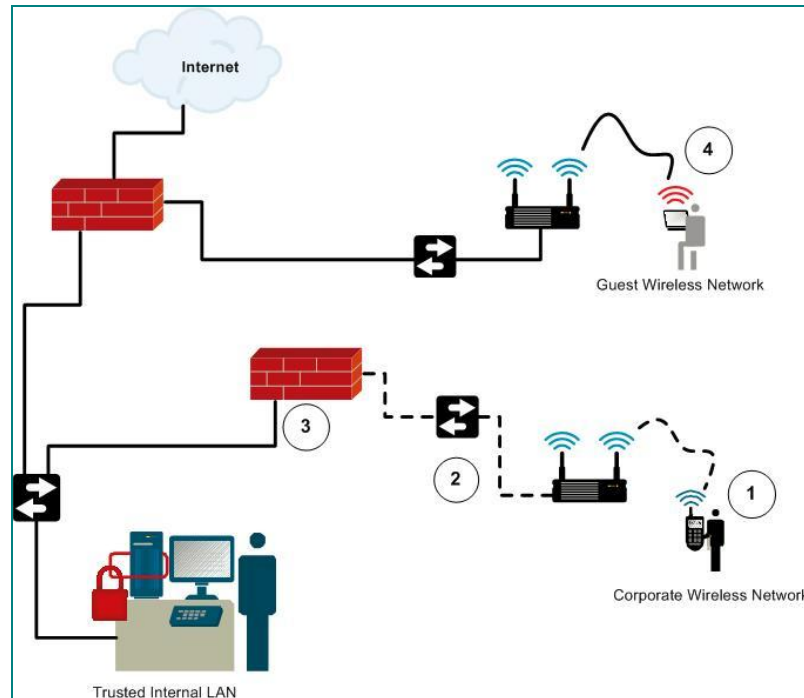 Internet
4
Guest Wireless Network
3
2
1
Corporate Wireless Network
Trusted Internal LAN